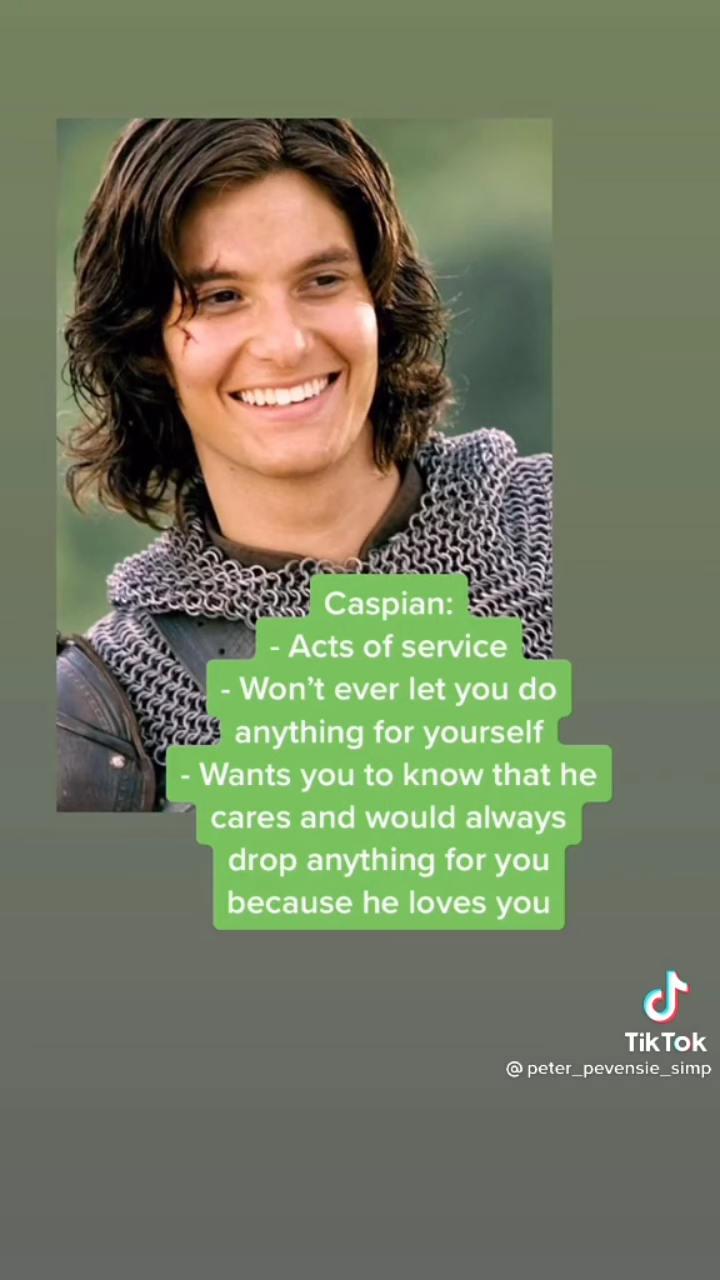 Caspian:
- Acts of service
- Won’t ever let you do
anything for yourself
- Wants you to know that he
cares and would always
drop anything for you
because he loves you
TikTok
@peter_pevensie_simp